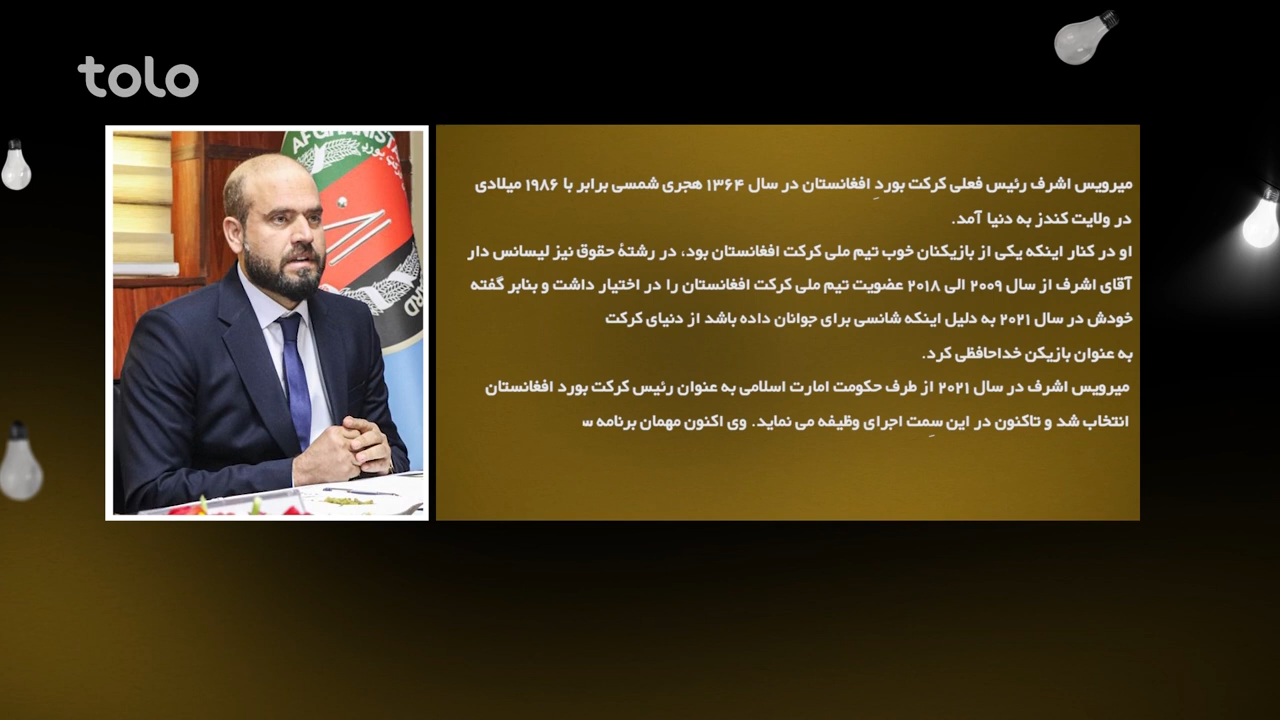 tolo
AFGHANISTA
کرکت بورد
RD
میرویس اشرف رئیس فعلی کرکت بوردِ افغانستان در سال ۱۳۶۴ هجری شمسی برابر با ۱۹۸۶ میلادی
در ولایت کندز به دنیا آمد.
او در کنار اینکه یکی از بازیکنان خوب تیم ملی کرکت افغانستان بود، در رشتهٔ حقوق نیز لیسانس دار
آقای اشرف از سال ۲۰۰۹ الی ۲۰۱۸ عضویت تیم ملی کرکت افغانستان را در اختیار داشت و بنابر گفته
خودش در سال ۲۰۲۱ به دلیل اینکه شانسی برای جوانان داده باشد از دنیای کرکت
به عنوان بازیکن خداحافظی کرد.
میرویس اشرف در سال ۲۰۲۱ از طرف حکومت امارت اسلامی به عنوان رئیس کرکت بورد افغانستان
انتخاب شد و تاکنون در این سِمت اجرای وظیفه می نماید. وی اکنون مهمان برنامه س